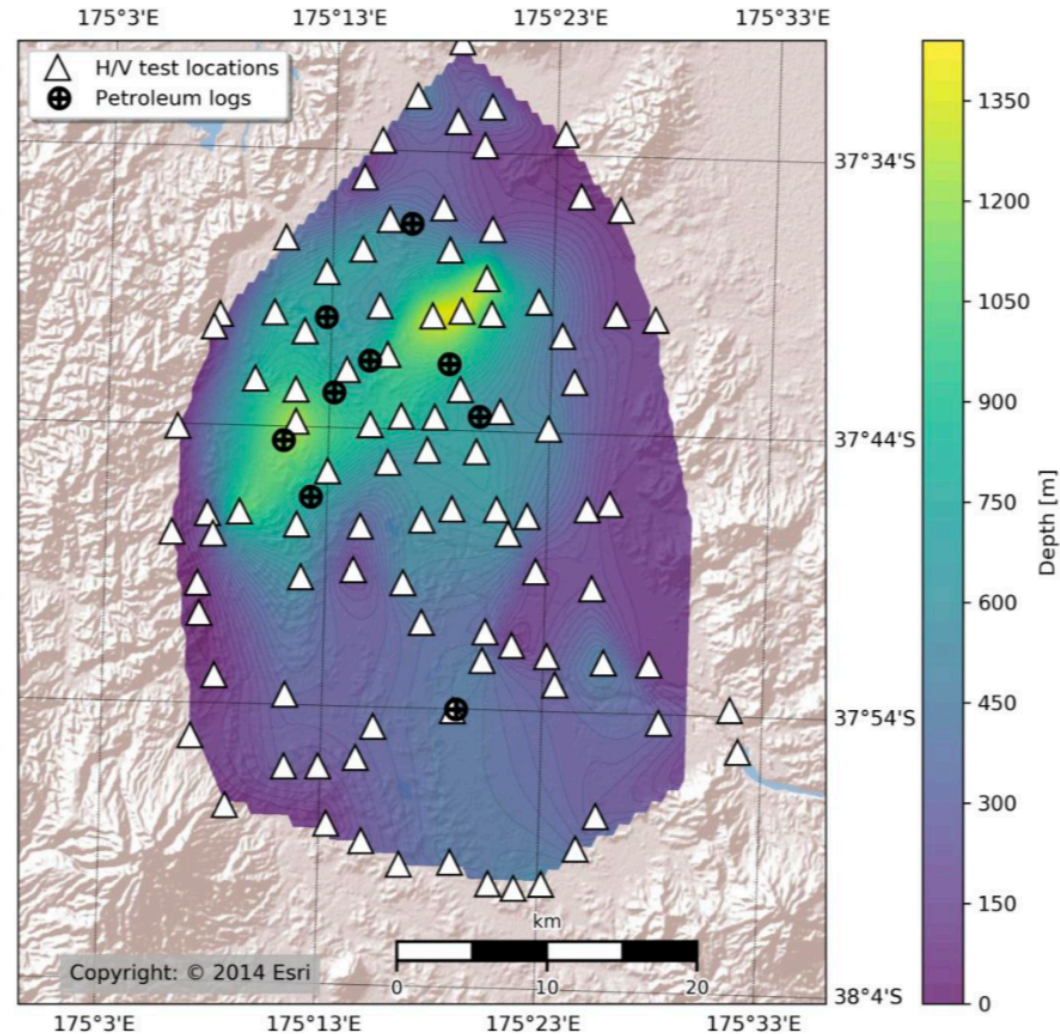 175°3'E 175°13'E 175°23'E 175°33'E
H/V test locations
Petroleum logs
37°34'S
37°44'S
37°54'S
38°4'S
km
0 10 20
Copyright: © 2014 Esri
175°3'E 175°13'E 175°23'E 175°33'E
1350
1200
1050
900
750
600
450
300
150
0
Depth [m]